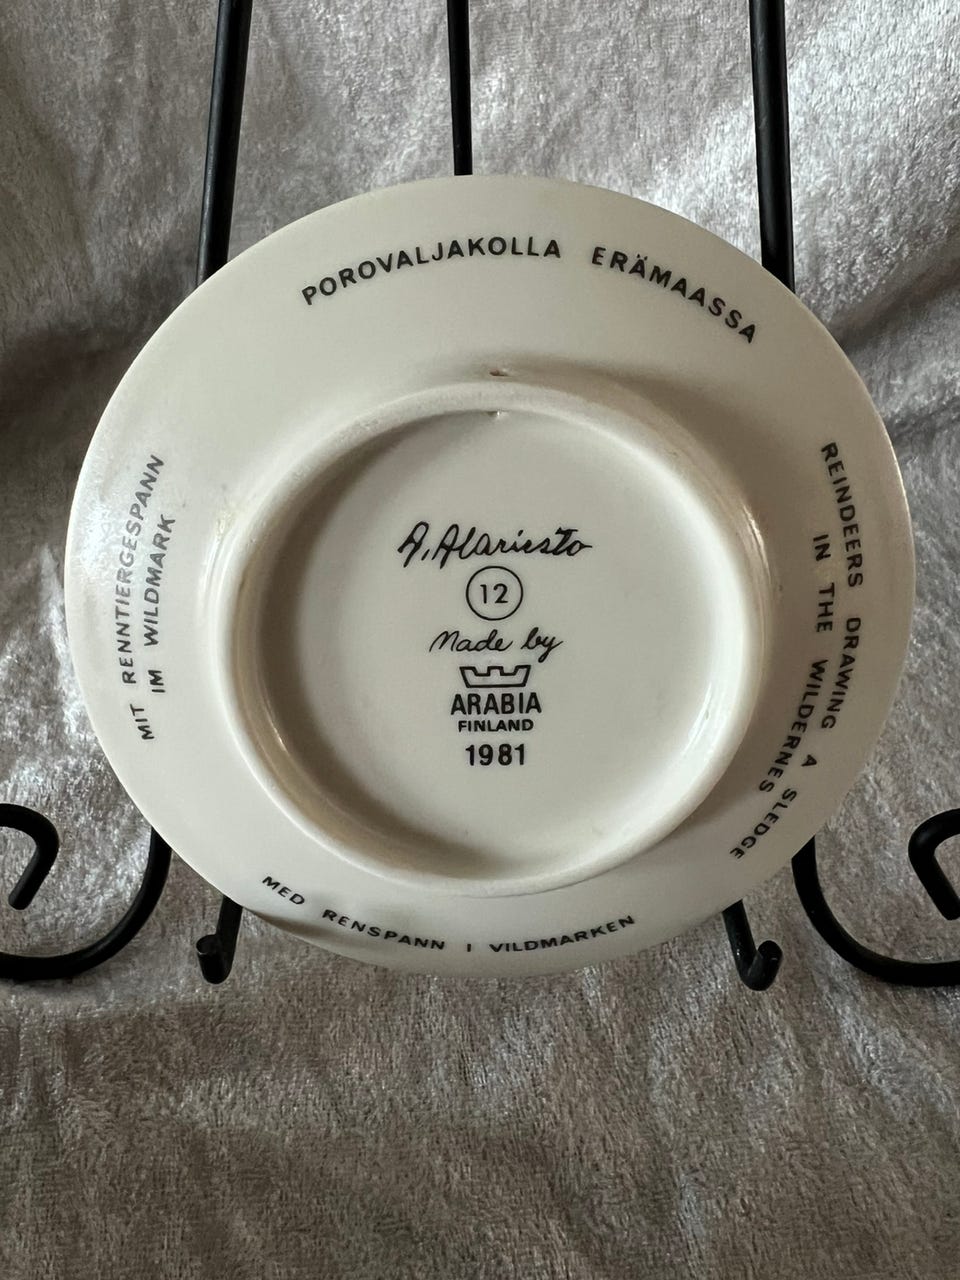 POROVALJAKOLLA ERÄMAASSA
REINDEERS DRAWING A SLEDGE
IN THE WILDERNES
MED RENSPANN I VILDMARKEN
MIT RENNTIERGESPANN
IM WILDMARK
A. Alariesto
12
Made by
ARABIA
FINLAND
1981